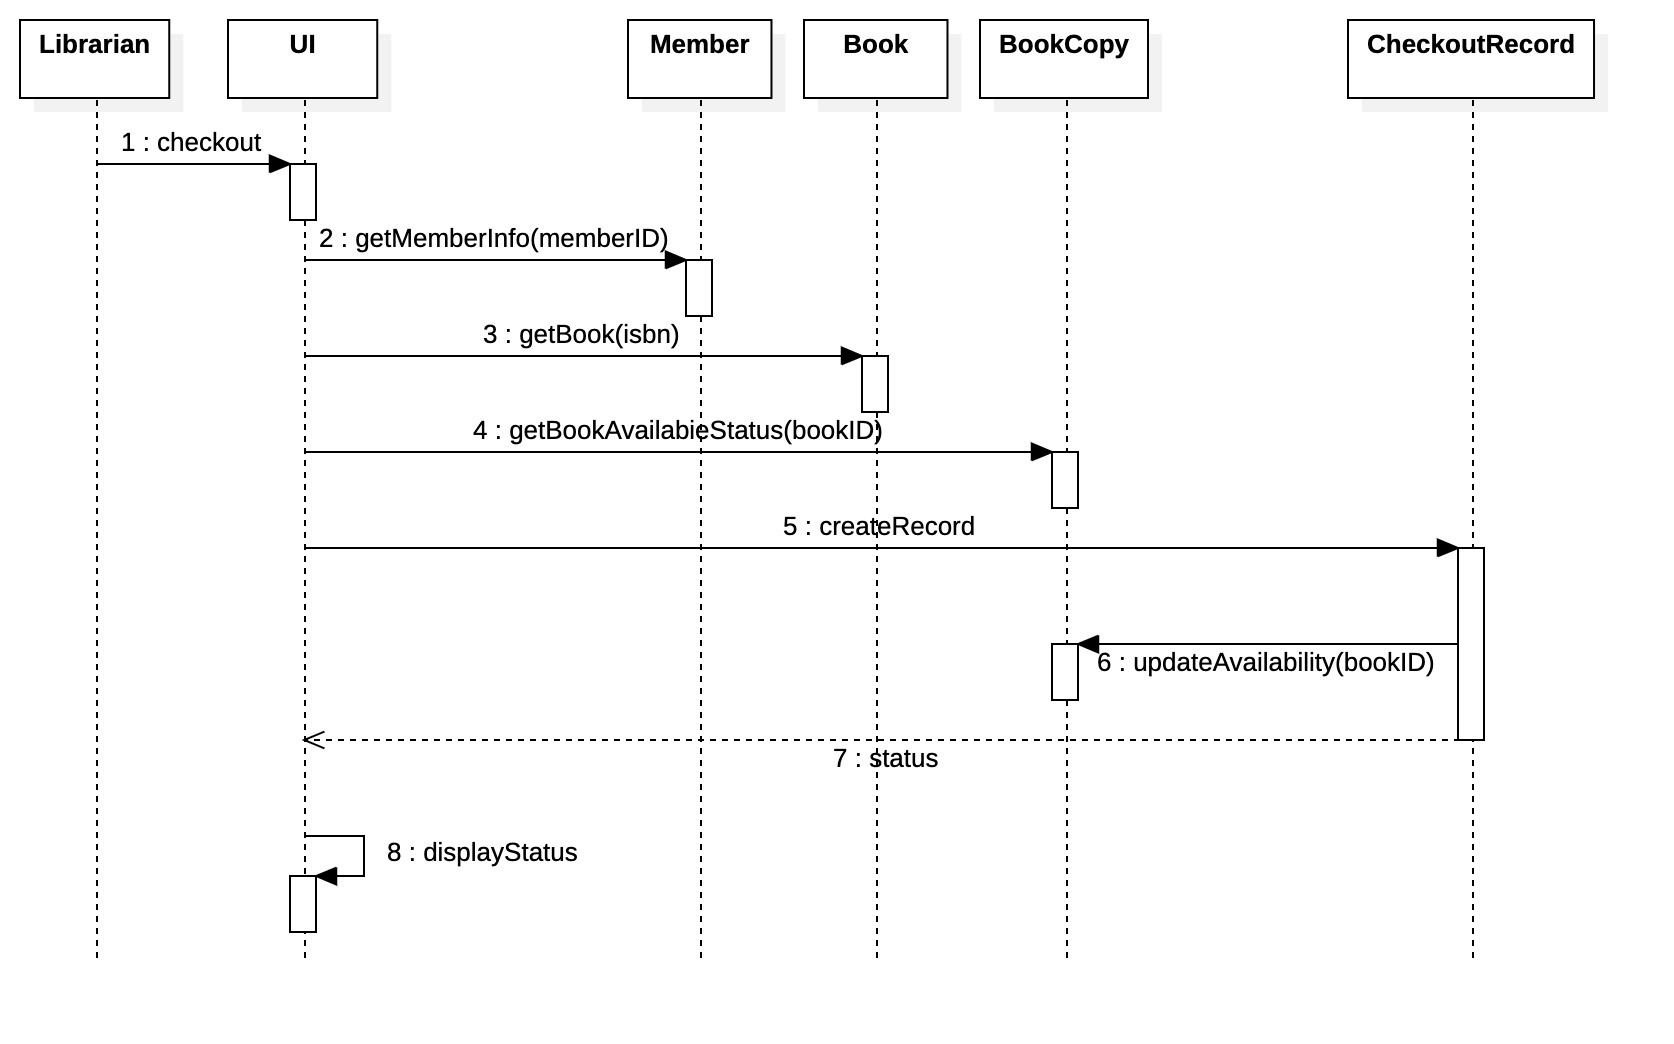 Librarian
UI
Member
Book
BookCopy
CheckoutRecord
1 : checkout
2 : getMemberInfo(memberID)
3 : getBook(isbn)
4 : getBookAvailabieStatus(bookID)
5 : createRecord
6 : updateAvailability(bookID)
7 : status
8 : displayStatus